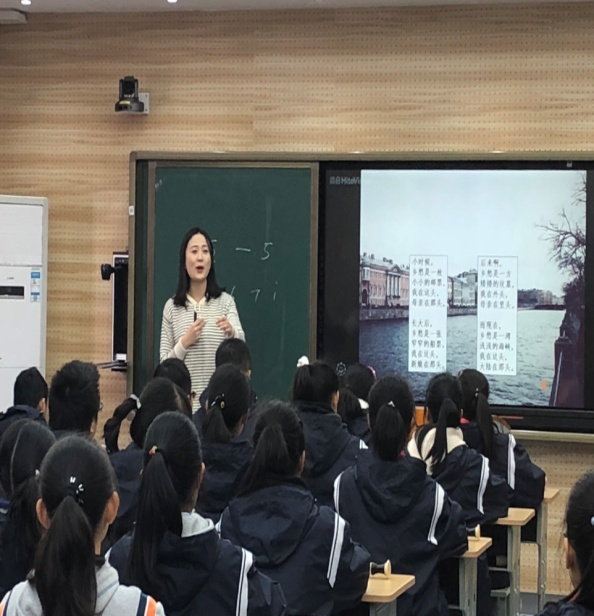 小时候，
乡愁是一枚
小小的邮票，
我在这头，
母亲在那头。
长大后，
乡愁是一张
窄窄的船票，
我在这头，
新娘在那头。
后来啊，
乡愁是一方
矮矮的坟墓，
我在外头，
母亲在里头。
而现在，
乡愁是一湾
浅浅的海峡，
我在这头，
大陆在那头。